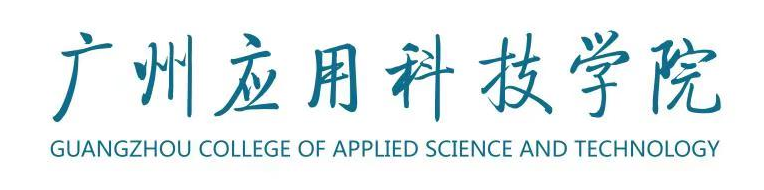 广州应用科技学院
GUANGZHOU COLLEGE OF APPLIED SCIENCE AND TECHNOLOGY